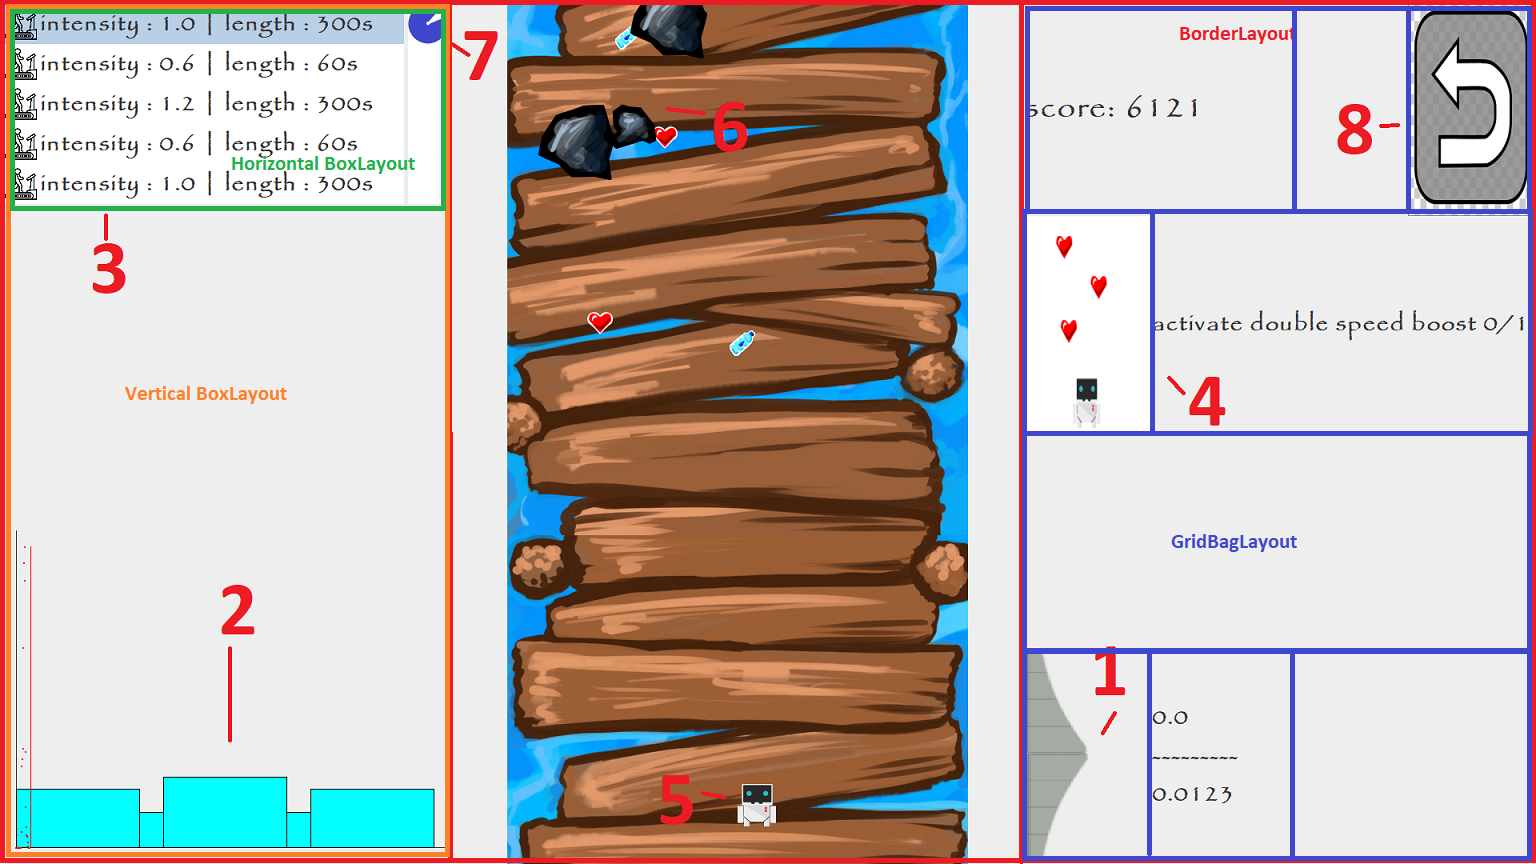 intensity : 1.0 | length : 300s
intensity : 0.6 | length : 60s
intensity : 1.2 | length : 300s
intensity : 0.6 | length : 60s
Horizontal BoxLayout
intensity : 1.0 | length : 300s
3
Vertical BoxLayout
2
7
6
5
BorderLayout
score: 6121
8
activate double speed boost 0/1
4
GridBagLayout
1
0.0
~~~~~~~~~
0.0123